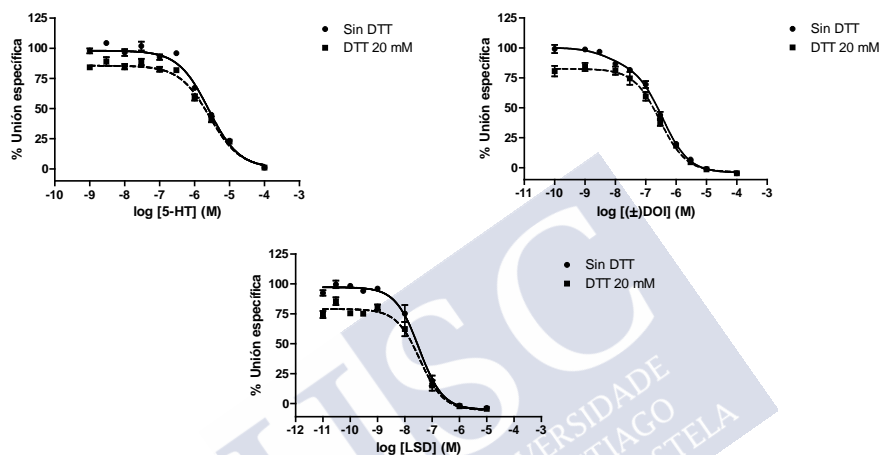 125
100
75
50
25
0
% Unión específica
-10 -9 -8 -7 -6 -5 -4 -3
log [5-HT] (M)
Sin DTT
DTT 20 mM
125
100
75
50
25
0
% Unión específica
-11 -10 -9 -8 -7 -6 -5 -4 -3
log [(±)DOI] (M)
Sin DTT
DTT 20 mM
125
100
75
50
25
0
% Unión específica
-12 -11 -10 -9 -8 -7 -6 -5 -4 -3
log [LSD] (M)
Sin DTT
DTT 20 mM
USC